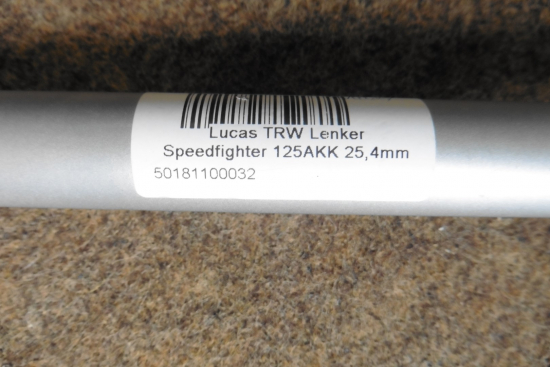 Lucas TRW Lenker
Speedfighter 125AKK 25,4mm
50181100032